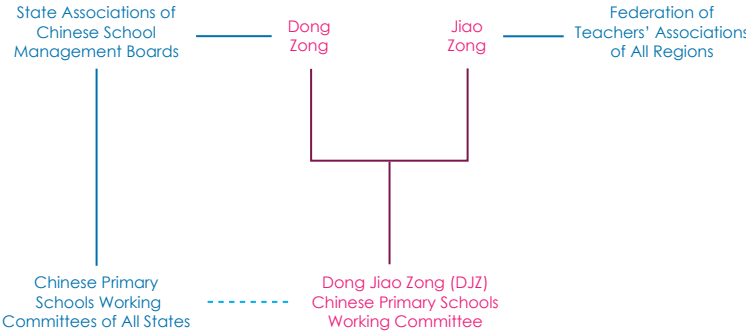 State Associations of
Chinese School
Management Boards
Dong
Zong
Jiao
Zong
Federation of
Teachers' Associations
of All Regions
Chinese Primary
Schools Working
Committees of All States
Dong Jiao Zong (DJZ)
Chinese Primary Schools
Working Committee